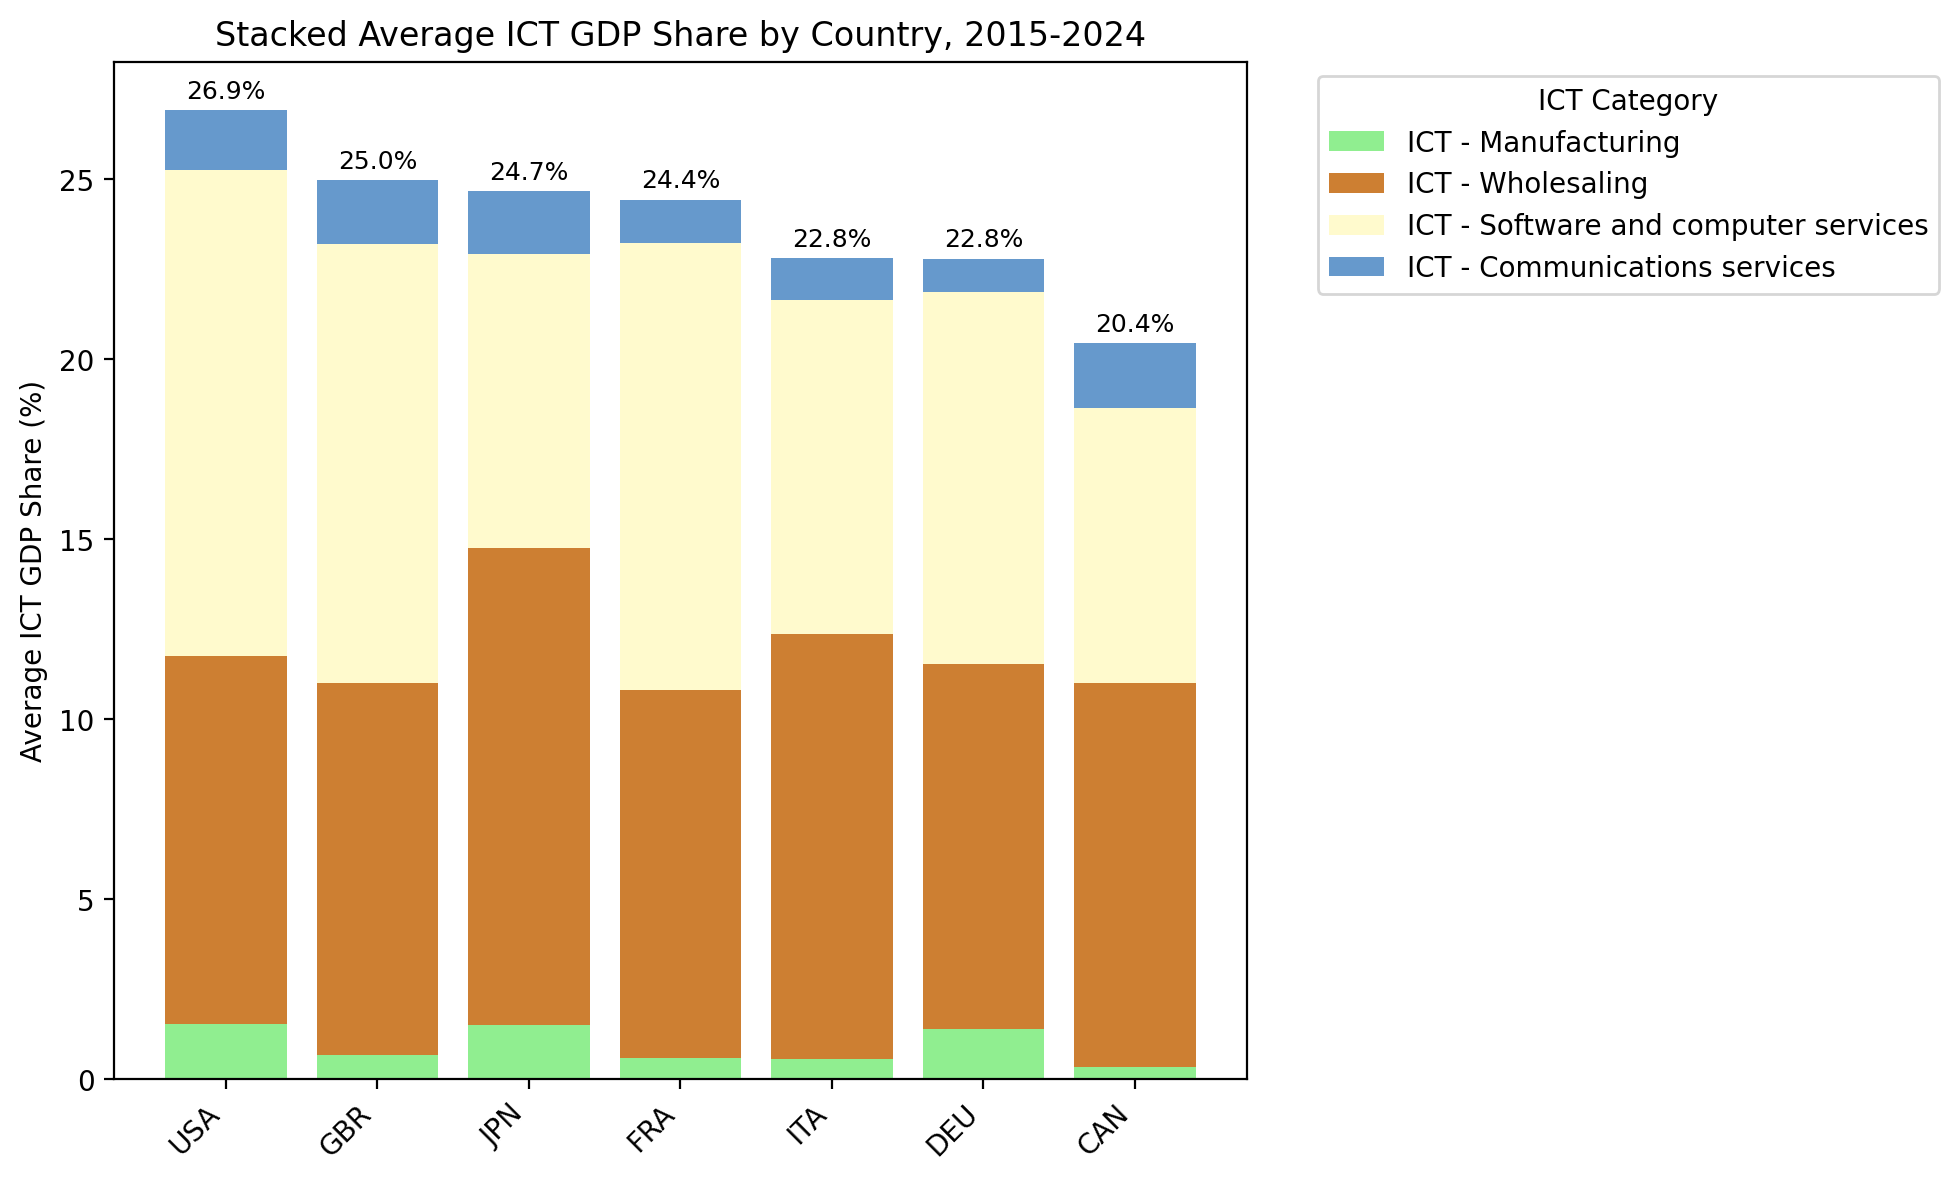 Stacked Average ICT GDP Share by Country, 2015-2024
26.9%
25.0%
24.7%
24.4%
22.8%
22.8%
20.4%
Average ICT GDP Share (%)
25
20
15
10
5
0
USA
GBR
JPN
FRA
ITA
DEU
CAN
ICT Category
ICT - Manufacturing
ICT - Wholesaling
ICT - Software and computer services
ICT - Communications services